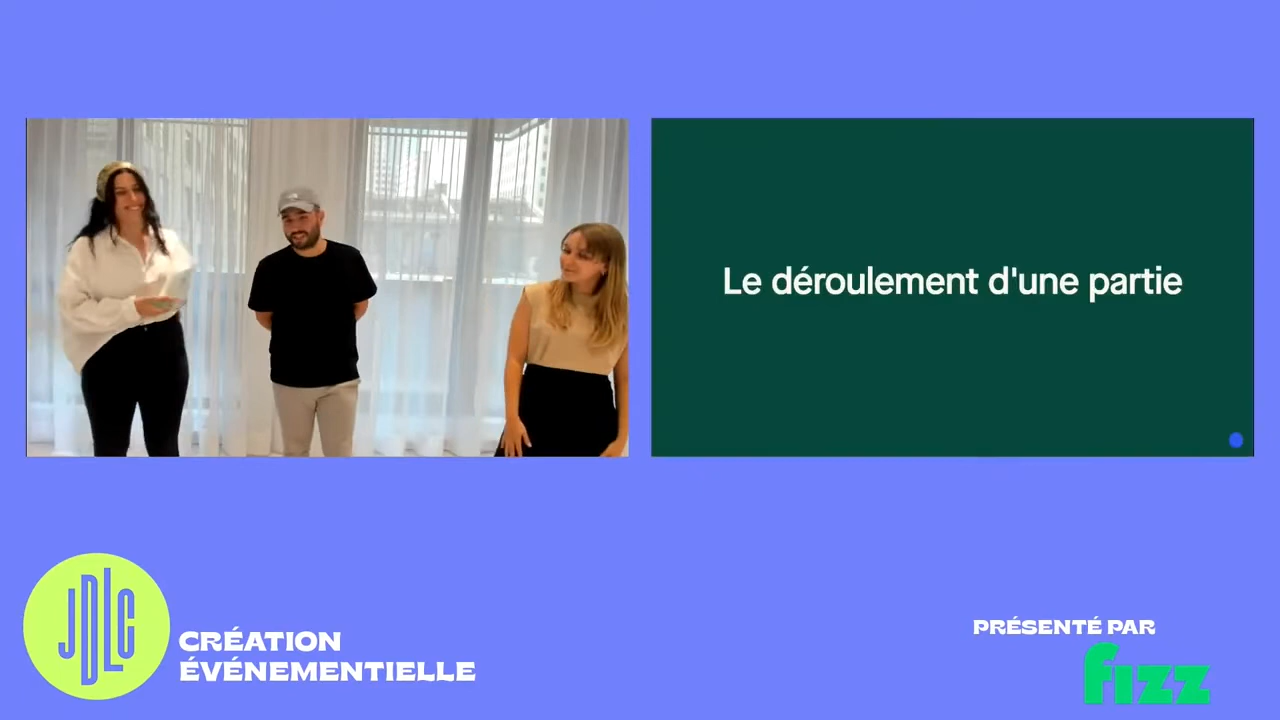 Le déroulement d'une partie
JDLC
CRÉATION
ÉVÉNEMENTIELLE
PRÉSENTÉ PAR
fizz